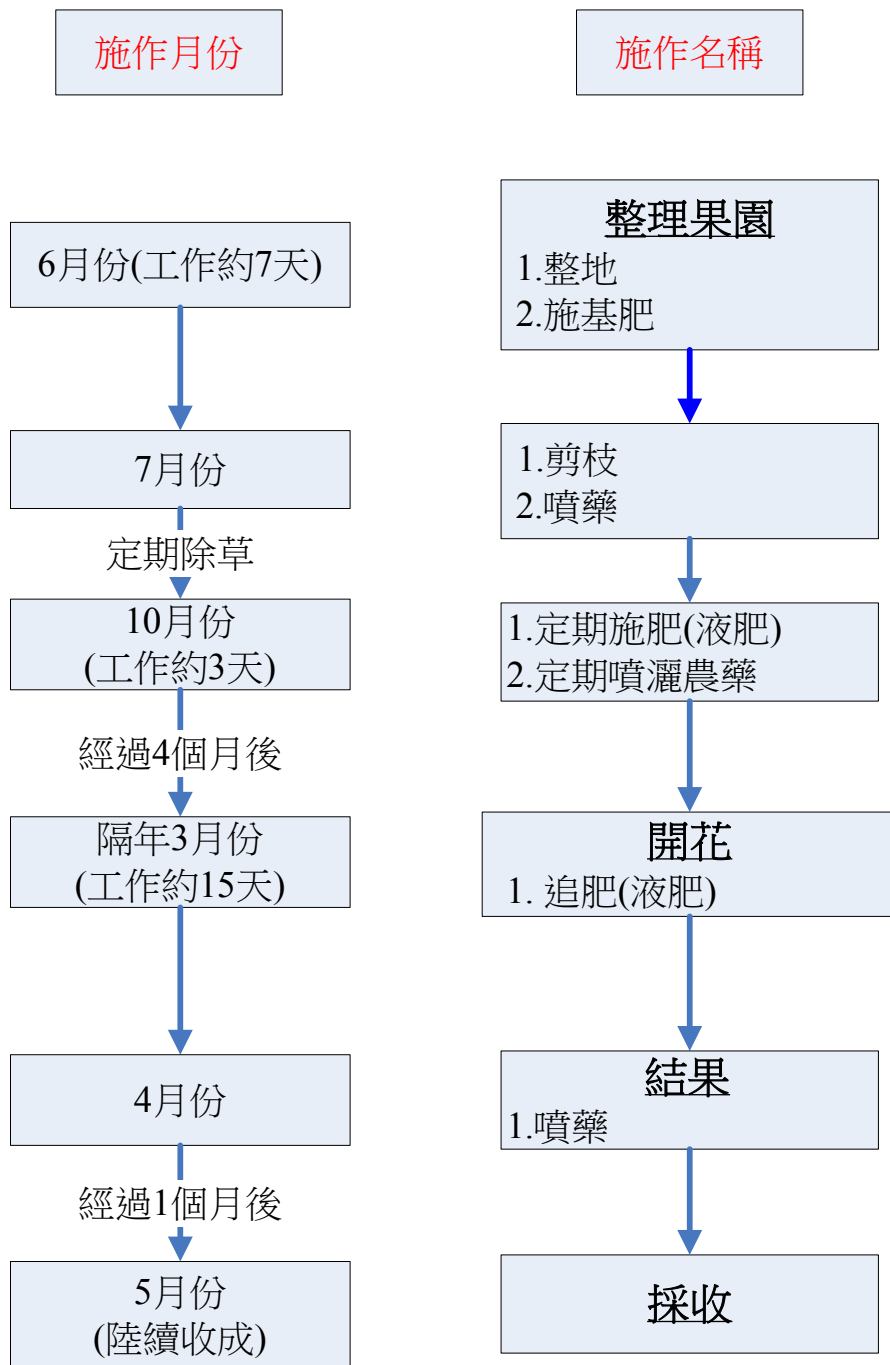 施作月份
施作名稱
6月份(工作約7天)
整理果園
1.整地
2.施基肥
7月份
1.剪枝
2.噴藥
定期除草
10月份
(工作約3天)
1.定期施肥(液肥)
2.定期噴灑農藥
經過4個月後
隔年3月份
(工作約15天)
開花
1. 追肥(液肥)
4月份
結果
1.噴藥
經過1個月後
5月份
(陸續收成)
採收